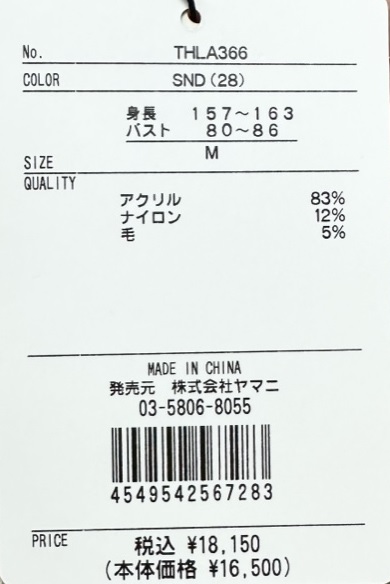 No. THLA366
COLOR SND(28)
身長 157～163
バスト 80～86
SIZE M
QUALITY
アクリル 83%
ナイロン 12%
毛 5%
MADE IN CHINA
発売元 株式会社ヤマニ
03-5806-8055
4549542567283
PRICE 税込 ¥18,150
(本体価格 ¥16,500)